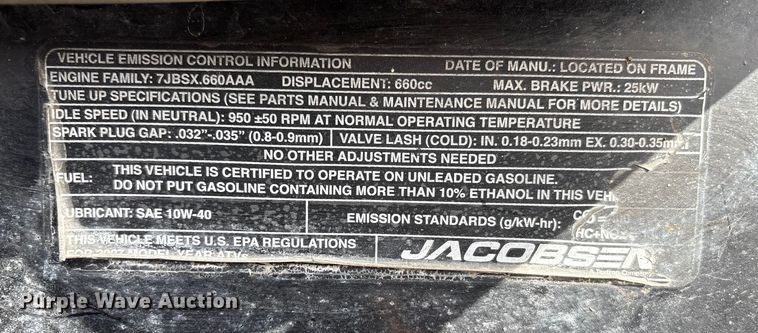 VEHICLE EMISSION CONTROL INFORMATION DATE OF MANU.: LOCATED ON FRAME
ENGINE FAMILY: 7JBSX.660AAA DISPLACEMENT: 660cc MAX. BRAKE PWR.: 25kW
TUNE UP SPECIFICATIONS (SEE PARTS MANUAL & MAINTENANCE MANUAL FOR MORE DETAILS)
IDLE SPEED (IN NEUTRAL): 950 ±50 RPM AT NORMAL OPERATING TEMPERATURE
SPARK PLUG GAP: .032"-.035" (0.8-0.9mm) VALVE LASH (COLD): IN. 0.18-0.23mm EX. 0.30-0.35mm
NO OTHER ADJUSTMENTS NEEDED
FUEL: THIS VEHICLE IS CERTIFIED TO OPERATE ON UNLEADED GASOLINE.
DO NOT PUT GASOLINE CONTAINING MORE THAN 10% ETHANOL IN THIS VEH
LUBRICANT: SAE 10W-40 EMISSION STANDARDS (g/kW-hr):
THIS VEHICLE MEETS U.S. EPA REGULATIONS
MODEL YEAR ATVs
JACOBSEN
Purple Wave Auction